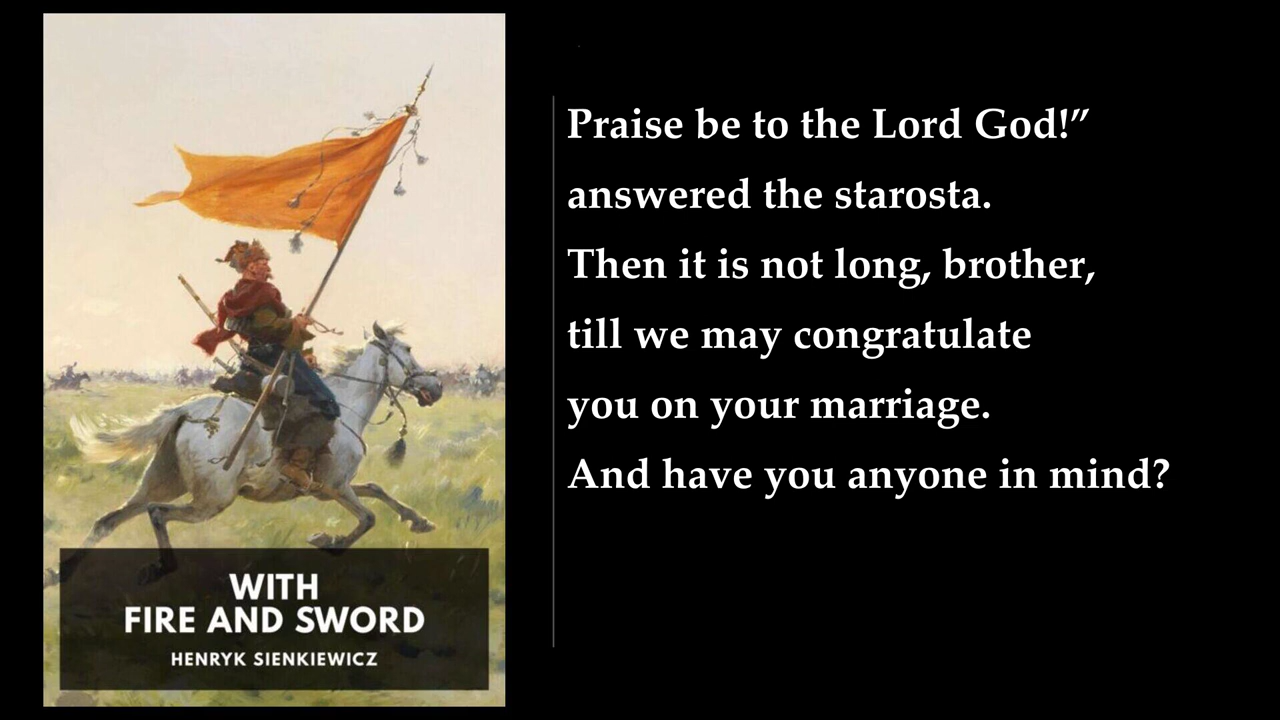 Praise be to the Lord God!”
answered the starosta.
Then it is not long, brother,
till we may congratulate
you on your marriage.
And have you anyone in mind?
WITH
FIRE AND SWORD
HENRYK SIENKIEWICZ